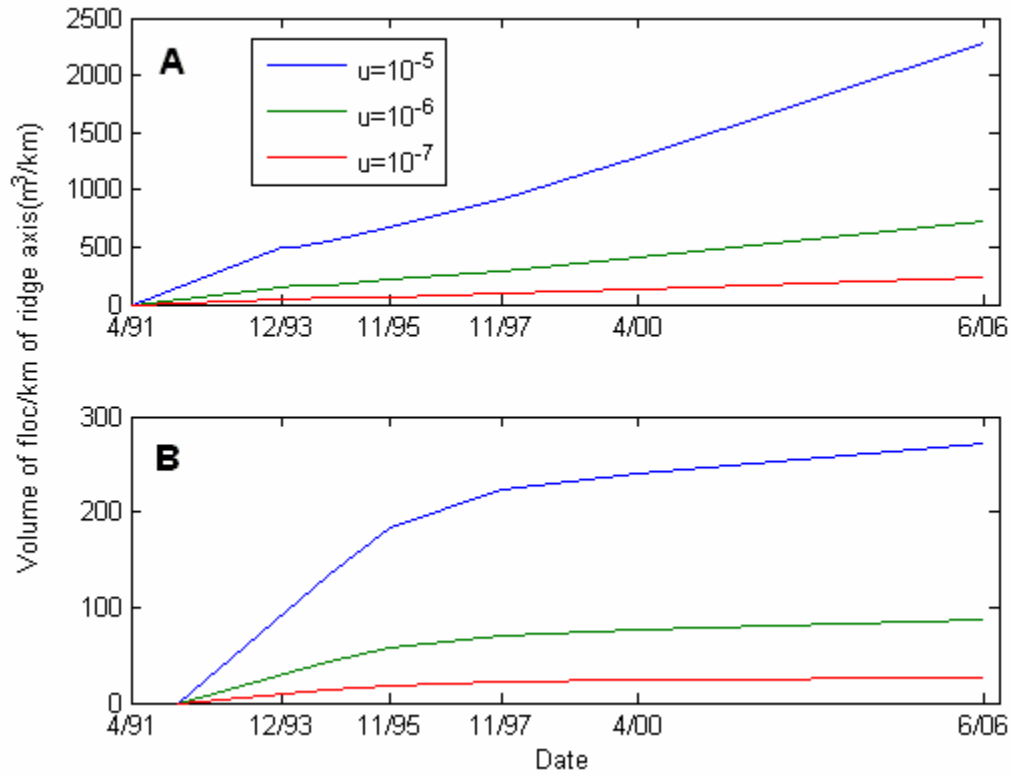 Volume of floc/km of ridge axis(m³/km)
A
2500
2000
1500
1000
500
0
u=10⁻⁵
u=10⁻⁶
u=10⁻⁷
4/91 12/93 11/95 11/97 4/00 6/06
B
300
200
100
0
4/91 12/93 11/95 11/97 4/00 6/06
Date